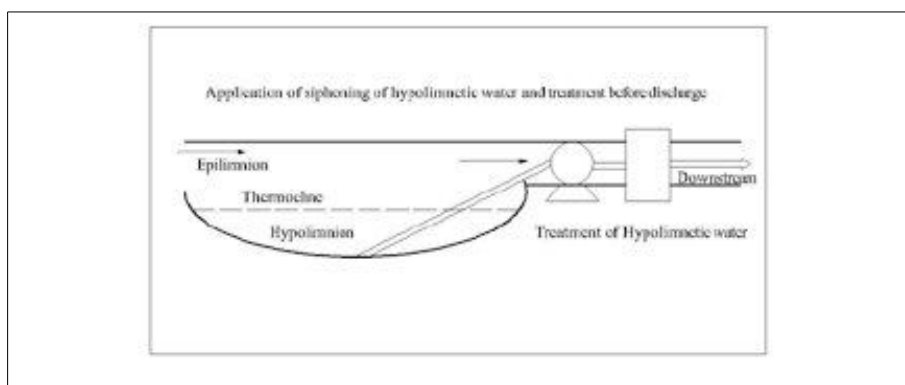 Application of siphoning of hypolimnetic water and treatment before discharge
Epilimnion
Downstream
Thermocline
Hypolimnion
Treatment of Hypolimnetic water